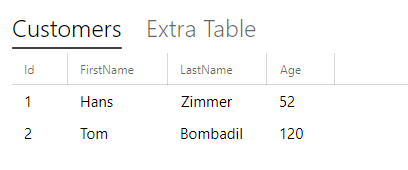 Customers Extra Table
Id FirstName LastName Age
1 Hans Zimmer 52
2 Tom Bombadil 120